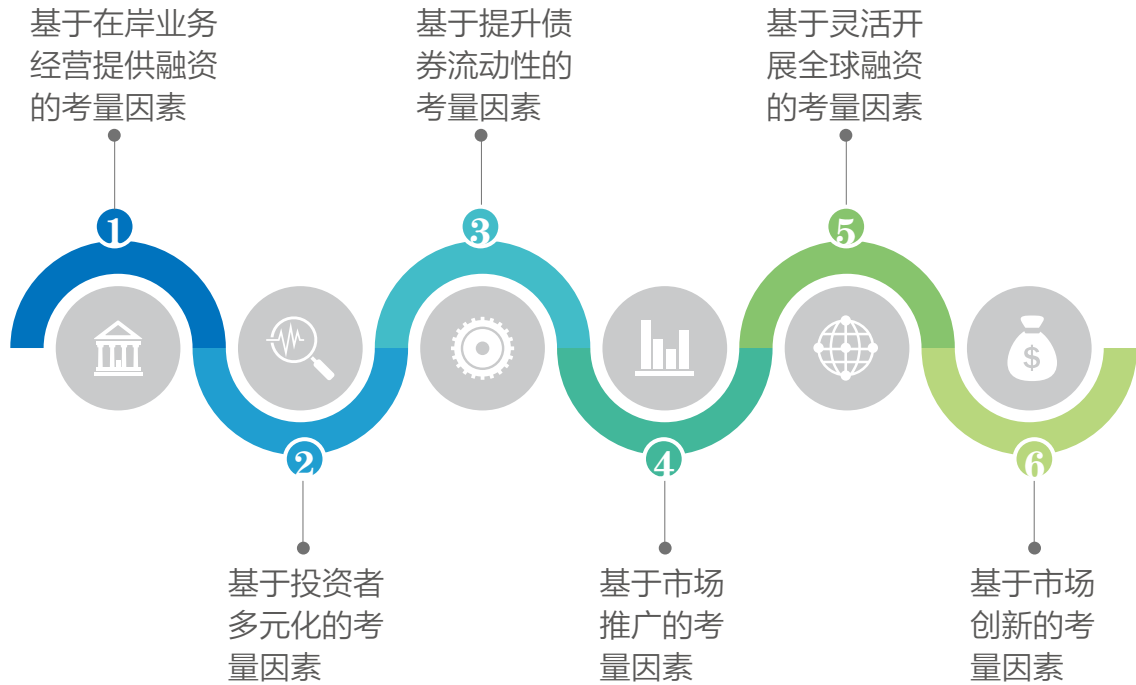 基于在岸业务
经营提供融资
的考量因素
基于提升债
券流动性的
考量因素
基于灵活开
展全球融资
的考量因素
1
3
5
$
2
4
6
基于投资者
多元化的考
量因素
基于市场
推广的考
量因素
基于市场
创新的考
量因素